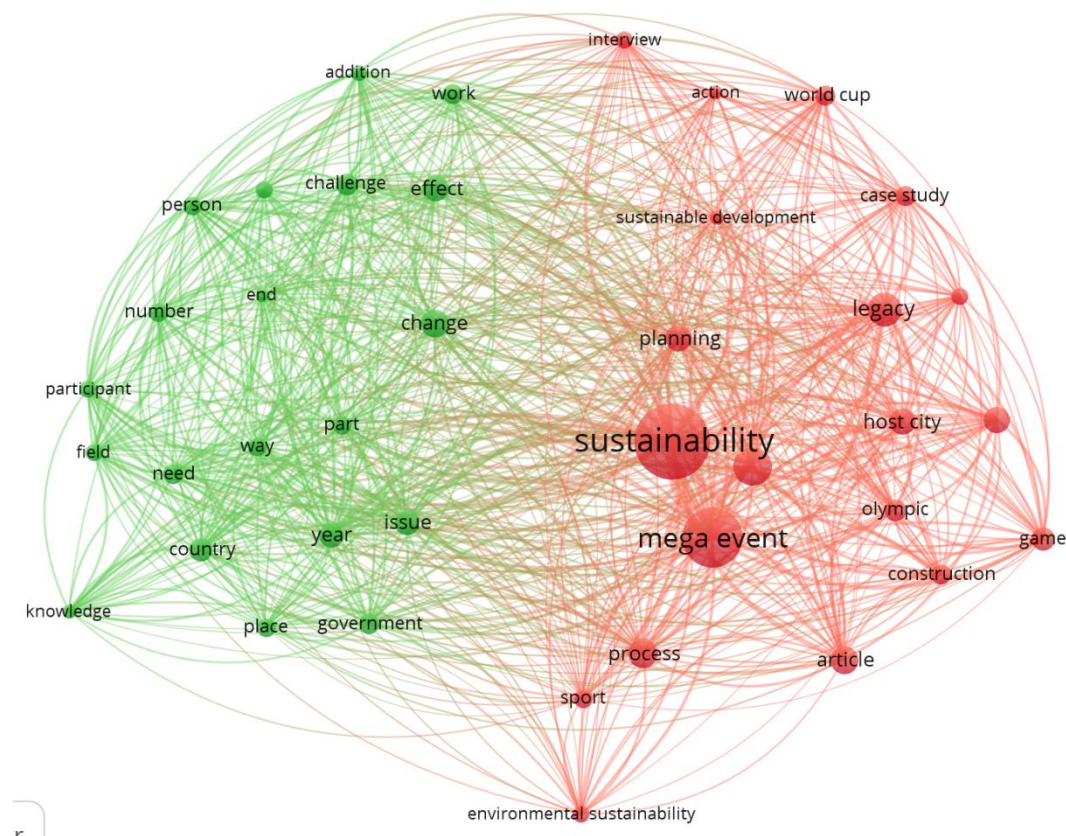 interview
addition
work
action
world cup
person
challenge
effect
case study
sustainable development
number
end
change
legacy
planning
participant
field
way
part
need
sustainability
host city
country
year
issue
mega event
olympic
game
construction
knowledge
place
government
process
article
sport
environmental sustainability
r